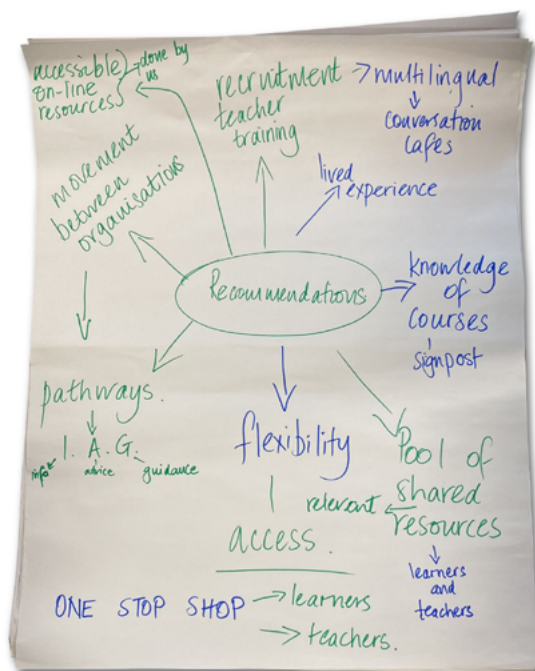 accessible
on-line
resources
done by
us
recruitment
teacher
training
multilingual
conversation
cafes
movement
between
organisations
lived
experience
Recommendations
knowledge
of
courses
signpost
pathways.
I. A. G.
info
advice
guidance
flexibility
access.
Pool of
shared
resources
relevant
learners
and
teachers
ONE STOP SHOP
learners
teachers.